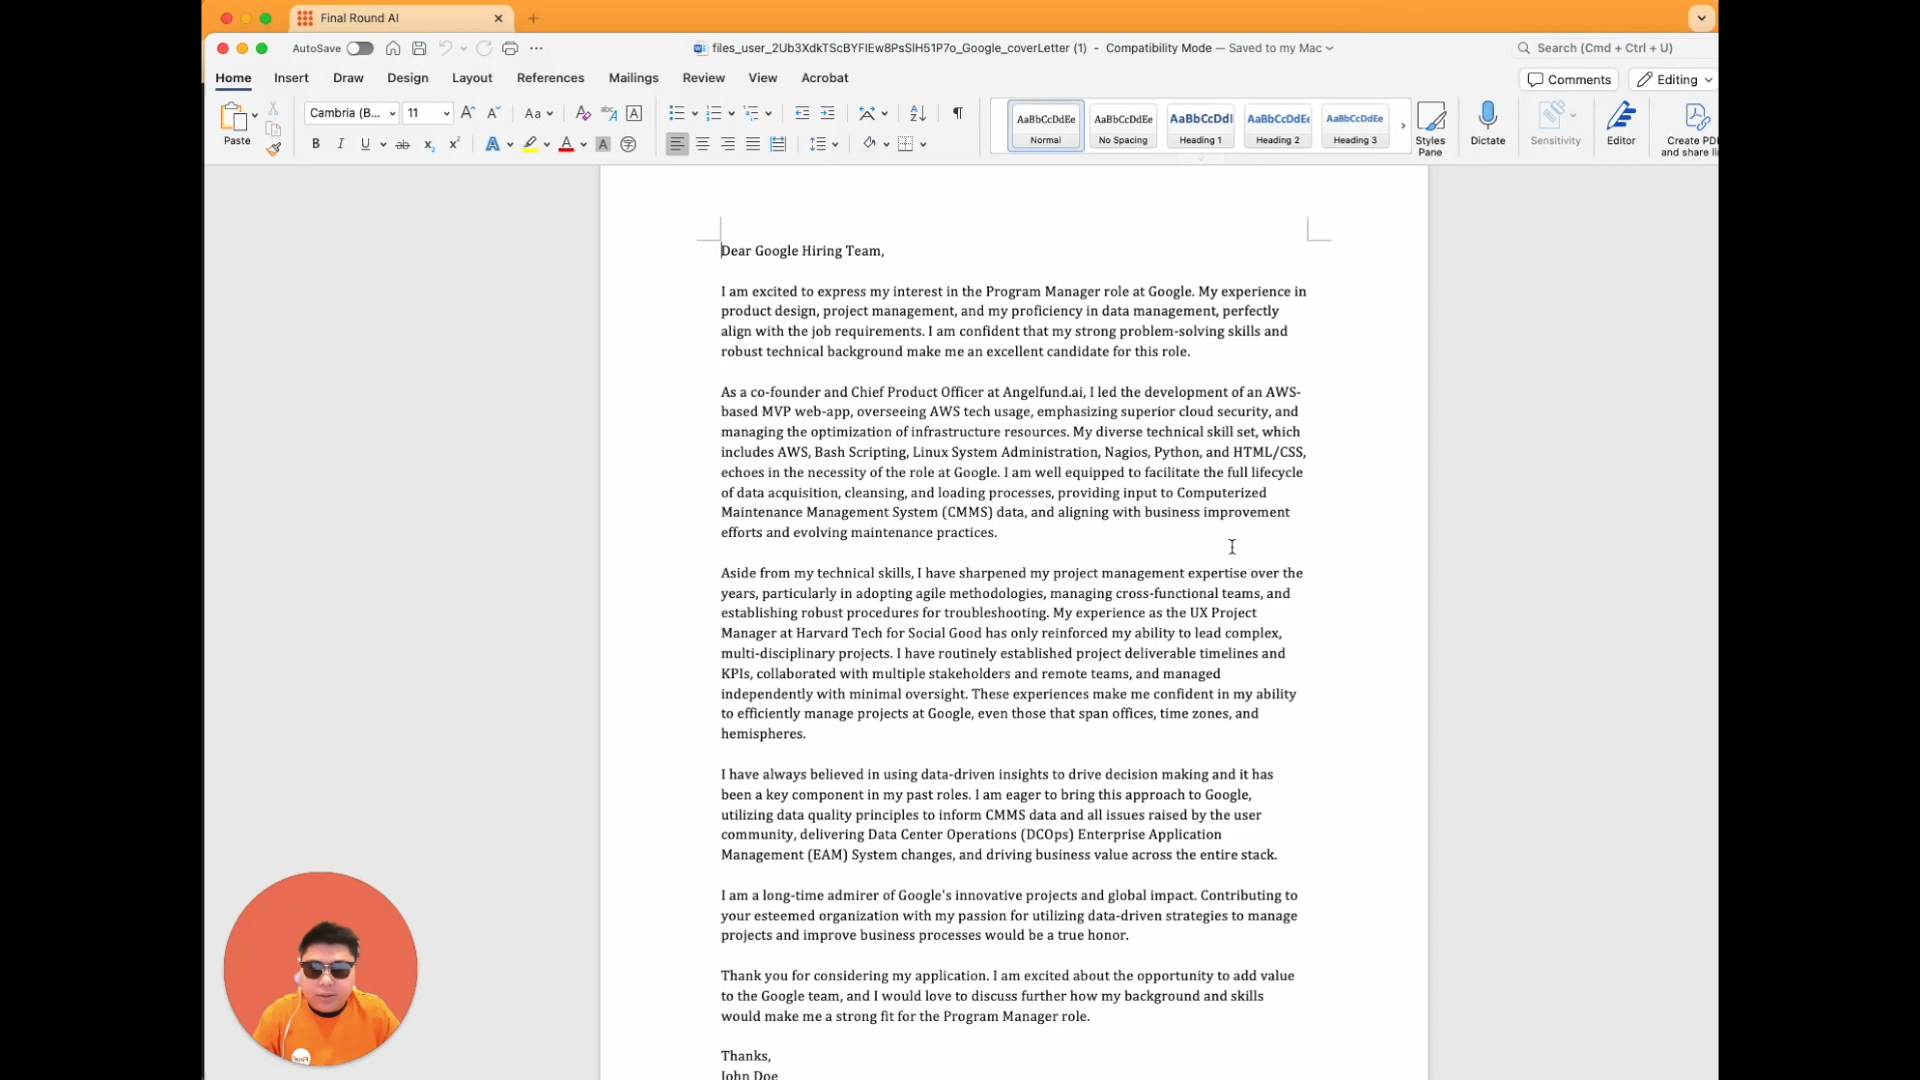 Final Round AI
AutoSave
files_user_2Ub3XdkTScBYFlEw8PsSlH51P7o_Google_coverLetter (1) - Compatibility Mode — Saved to my Mac
Search (Cmd + Ctrl + U)
Home Insert Draw Design Layout References Mailings Review View Acrobat
Comments Editing
Paste
Cambria (B... 11
Aa
B I U ab x₂ x²
AaBbCcDdEe Normal
AaBbCcDdEe No Spacing
AaBbCcDdI Heading 1
AaBbCcDdEe Heading 2
AaBbCcDdEe Heading 3
Styles Pane
Dictate
Sensitivity
Editor
Create PD
and share li
Dear Google Hiring Team,
I am excited to express my interest in the Program Manager role at Google. My experience in
product design, project management, and my proficiency in data management, perfectly
align with the job requirements. I am confident that my strong problem-solving skills and
robust technical background make me an excellent candidate for this role.
As a co-founder and Chief Product Officer at Angelfund.ai, I led the development of an AWS-
based MVP web-app, overseeing AWS tech usage, emphasizing superior cloud security, and
managing the optimization of infrastructure resources. My diverse technical skill set, which
includes AWS, Bash Scripting, Linux System Administration, Nagios, Python, and HTML/CSS,
echoes in the necessity of the role at Google. I am well equipped to facilitate the full lifecycle
of data acquisition, cleansing, and loading processes, providing input to Computerized
Maintenance Management System (CMMS) data, and aligning with business improvement
efforts and evolving maintenance practices.
Aside from my technical skills, I have sharpened my project management expertise over the
years, particularly in adopting agile methodologies, managing cross-functional teams, and
establishing robust procedures for troubleshooting. My experience as the UX Project
Manager at Harvard Tech for Social Good has only reinforced my ability to lead complex,
multi-disciplinary projects. I have routinely established project deliverable timelines and
KPIs, collaborated with multiple stakeholders and remote teams, and managed
independently with minimal oversight. These experiences make me confident in my ability
to efficiently manage projects at Google, even those that span offices, time zones, and
hemispheres.
I have always believed in using data-driven insights to drive decision making and it has
been a key component in my past roles. I am eager to bring this approach to Google,
utilizing data quality principles to inform CMMS data and all issues raised by the user
community, delivering Data Center Operations (DCOps) Enterprise Application
Management (EAM) System changes, and driving business value across the entire stack.
I am a long-time admirer of Google's innovative projects and global impact. Contributing to
your esteemed organization with my passion for utilizing data-driven strategies to manage
projects and improve business processes would be a true honor.
Thank you for considering my application. I am excited about the opportunity to add value
to the Google team, and I would love to discuss further how my background and skills
would make me a strong fit for the Program Manager role.
Thanks,
John Doe